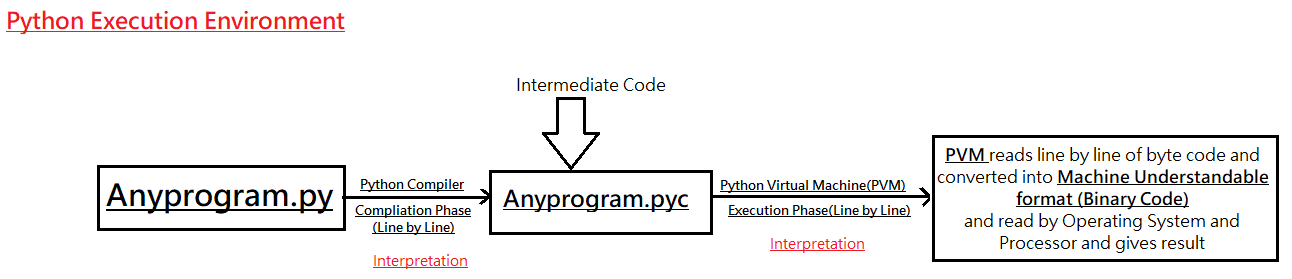 Python Execution Environment
Intermediate Code
Anyprogram.py
Python Compiler
Compliation Phase
(Line by Line)
Interpretation
Anyprogram.pyc
Python Virtual Machine(PVM)
Execution Phase(Line by Line)
Interpretation
PVM reads line by line of byte code and
converted into Machine Understandable
format (Binary Code)
and read by Operating System and
Processor and gives result